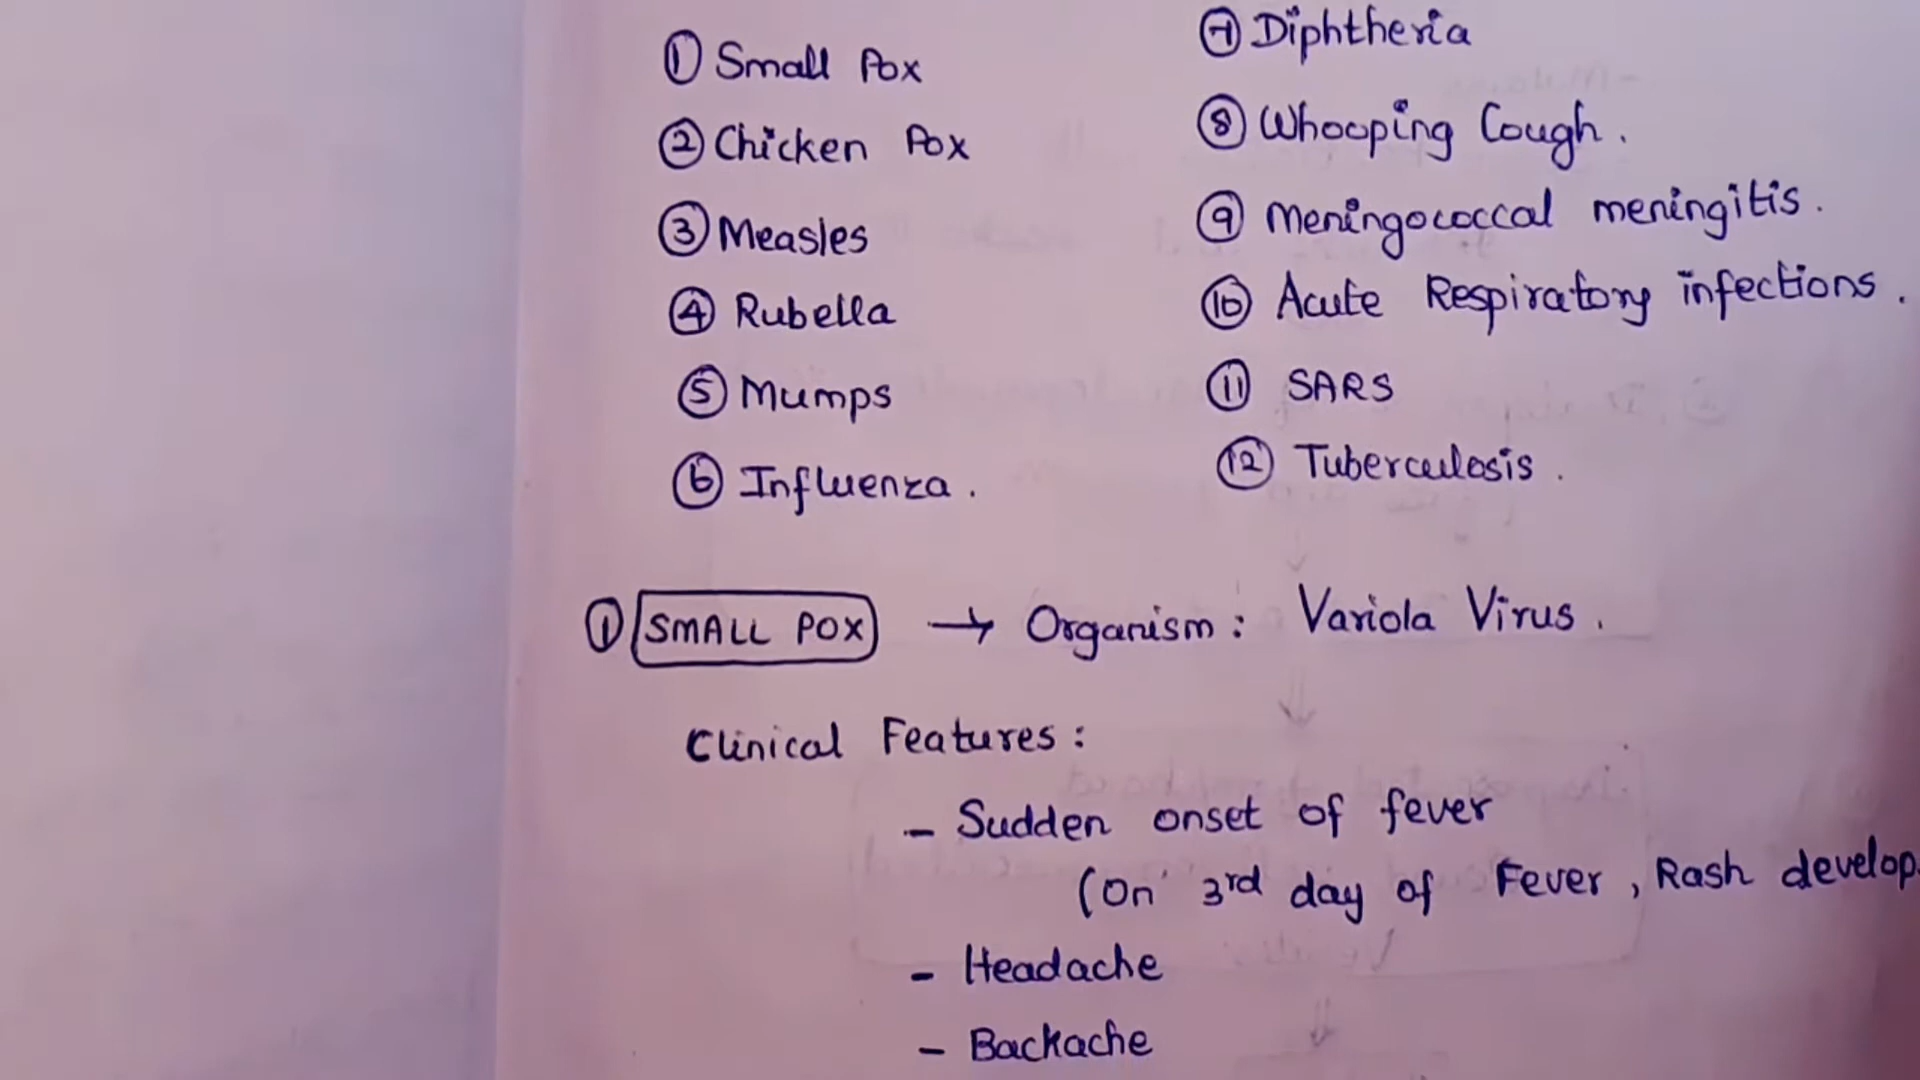 ① Small Pox
② Chicken Pox
③ Measles
④ Rubella
⑤ Mumps
⑥ Influenza.
⑦ Diphtheria
⑧ Whooping Cough.
⑨ Meningococcal meningitis.
⑩ Acute Respiratory infections.
⑪ SARS
⑫ Tuberculosis.
① SMALL POX → Organism: Variola Virus.
Clinical Features:
- Sudden onset of fever
(On 3rd day of Fever, Rash develop
- Headache
- Backache